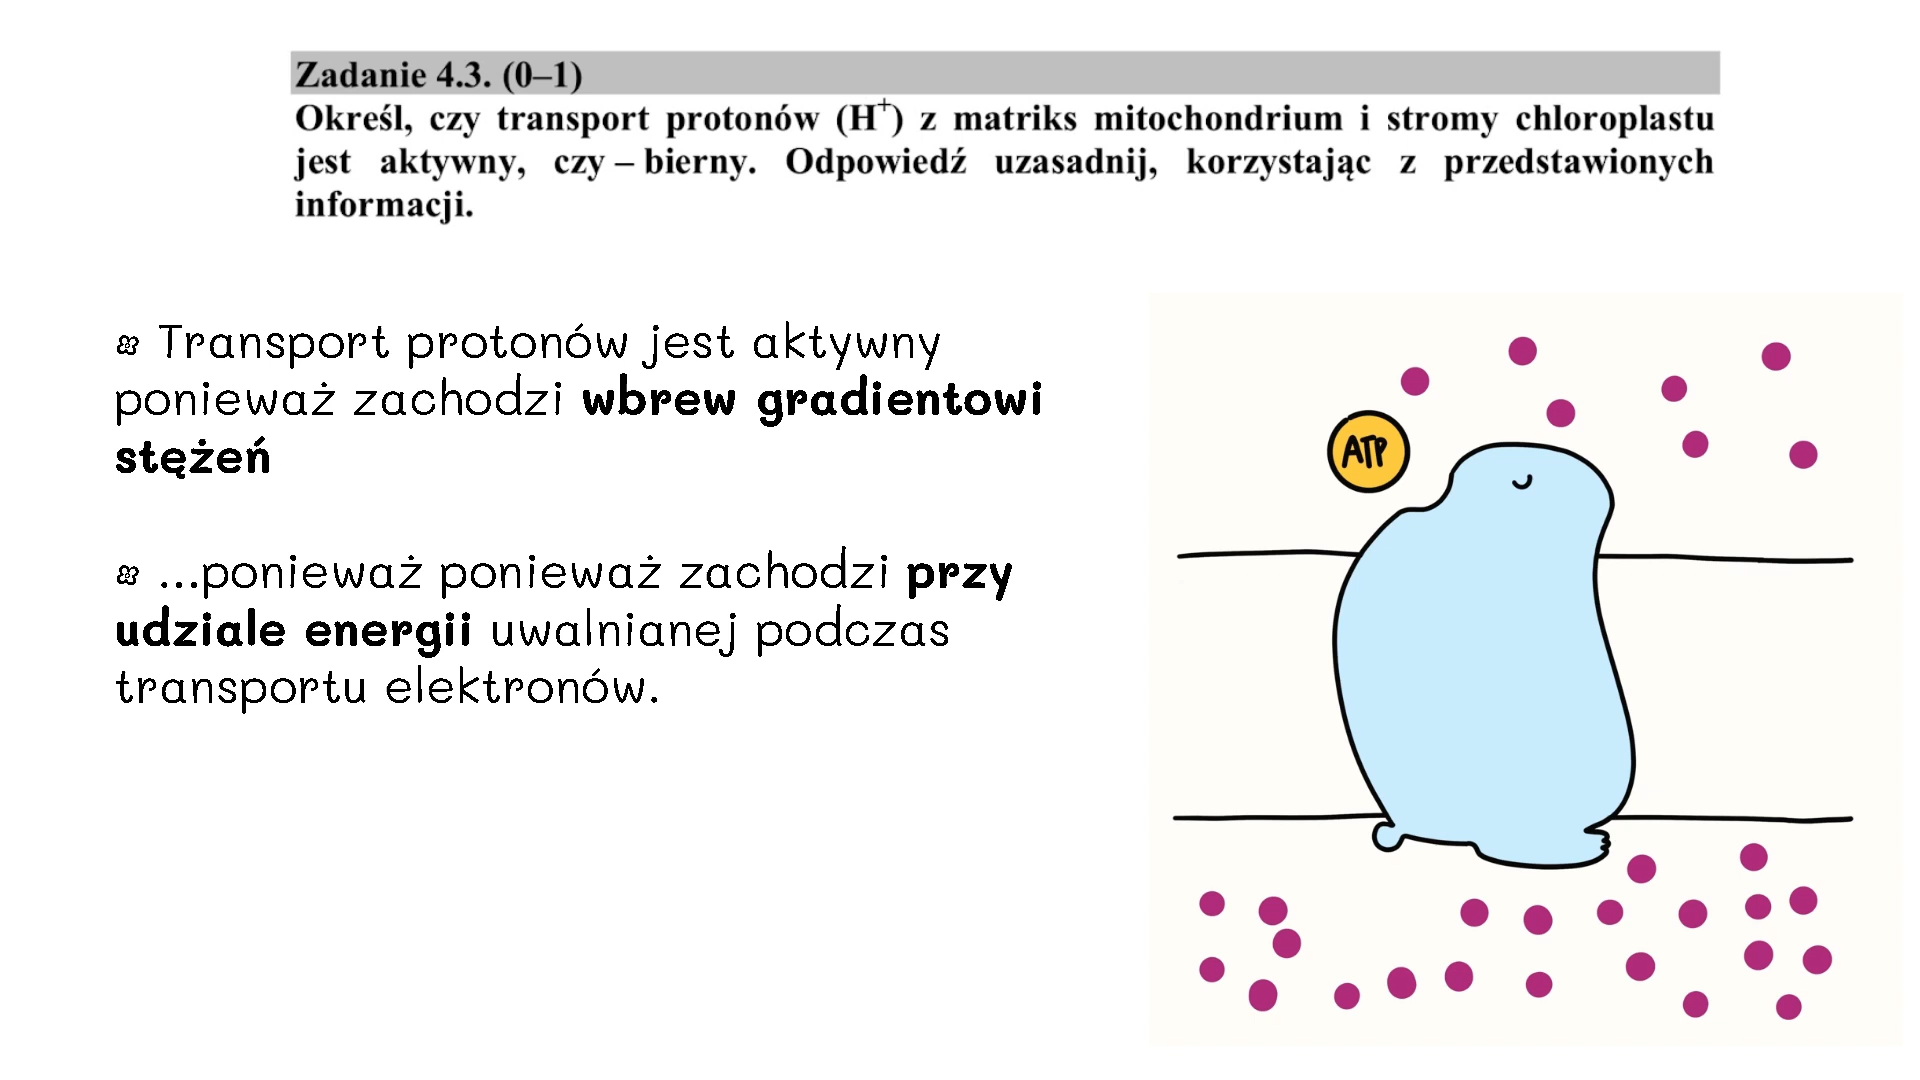 Zadanie 4.3. (0–1)
Określ, czy transport protonów (H⁺) z matriks mitochondrium i stromy chloroplastu
jest aktywny, czy – bierny. Odpowiedź uzasadnij, korzystając z przedstawionych
informacji.
Transport protonów jest aktywny
ponieważ zachodzi wbrew gradientowi
stężeń
...ponieważ ponieważ zachodzi przy
udziale energii uwalnianej podczas
transportu elektronów.
ATP